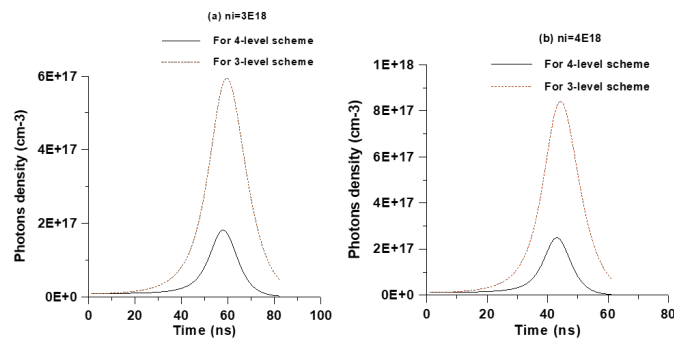 (a) ni=3E18
For 4-level scheme
For 3-level scheme
6E+17
4E+17
2E+17
0E+0
Photons density (cm-3)
0 20 40 60 80 100
Time (ns)
(b) ni=4E18
For 4-level scheme
For 3-level scheme
1E+18
8E+17
6E+17
4E+17
2E+17
0E+0
Photons density (cm-3)
0 20 40 60 80
Time (ns)